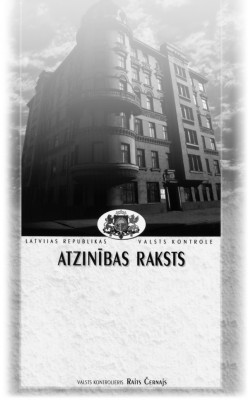 LATVIJAS REPUBLIKAS VALSTS KONTROLE
ATZINĪBAS RAKSTS
VALSTS KONTROLIERIS RAITS ČERNAJS